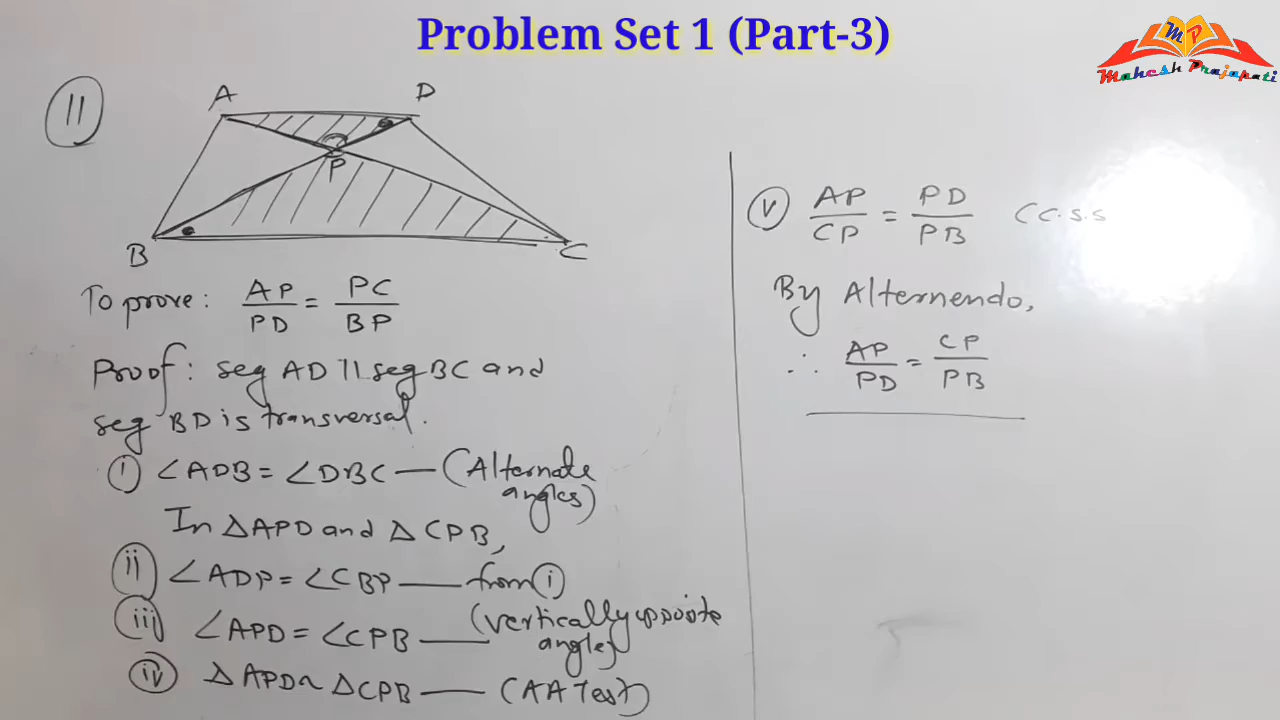 Problem Set 1 (Part-3)
MP
Mahesh Prajapati
11
A D
P
B C
To prove: AP/PD = PC/BP
Proof: seg AD || seg BC and
seg BD is transversal.
i ∠ADB = ∠DBC — (Alternate
angles)
In △APD and △CPB,
ii ∠ADP = ∠CBP — from i
iii ∠APD = ∠CPB — (vertically opposite
angles)
iv △APD ~ △CPB — (AA Test)
v AP/CP = PD/PB (C.S.S
By Alternendo,
∴ AP/PD = CP/PB